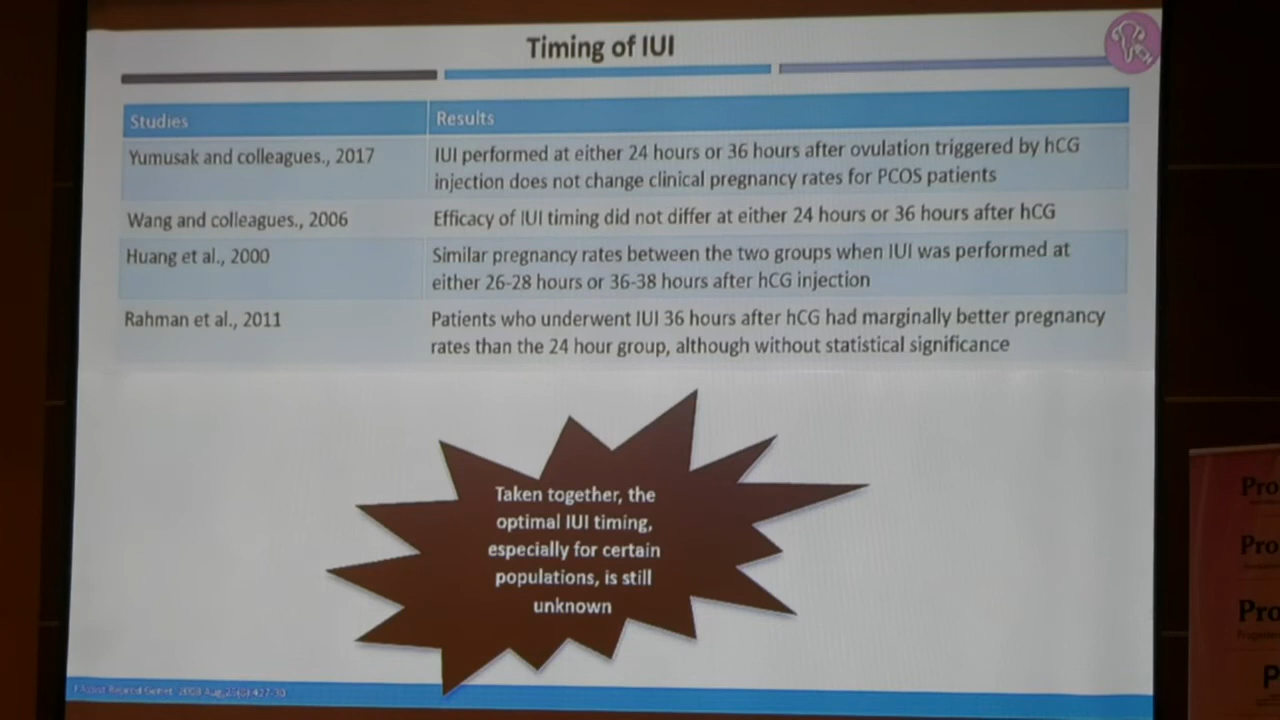 Timing of IUI
Studies
Results
Yumusak and colleagues., 2017
IUI performed at either 24 hours or 36 hours after ovulation triggered by hCG
injection does not change clinical pregnancy rates for PCOS patients
Wang and colleagues., 2006
Efficacy of IUI timing did not differ at either 24 hours or 36 hours after hCG
Huang et al., 2000
Similar pregnancy rates between the two groups when IUI was performed at
either 26-28 hours or 36-38 hours after hCG injection
Rahman et al., 2011
Patients who underwent IUI 36 hours after hCG had marginally better pregnancy
rates than the 24 hour group, although without statistical significance
Taken together, the
optimal IUI timing,
especially for certain
populations, is still
unknown
Pro
Pro
Pro
P